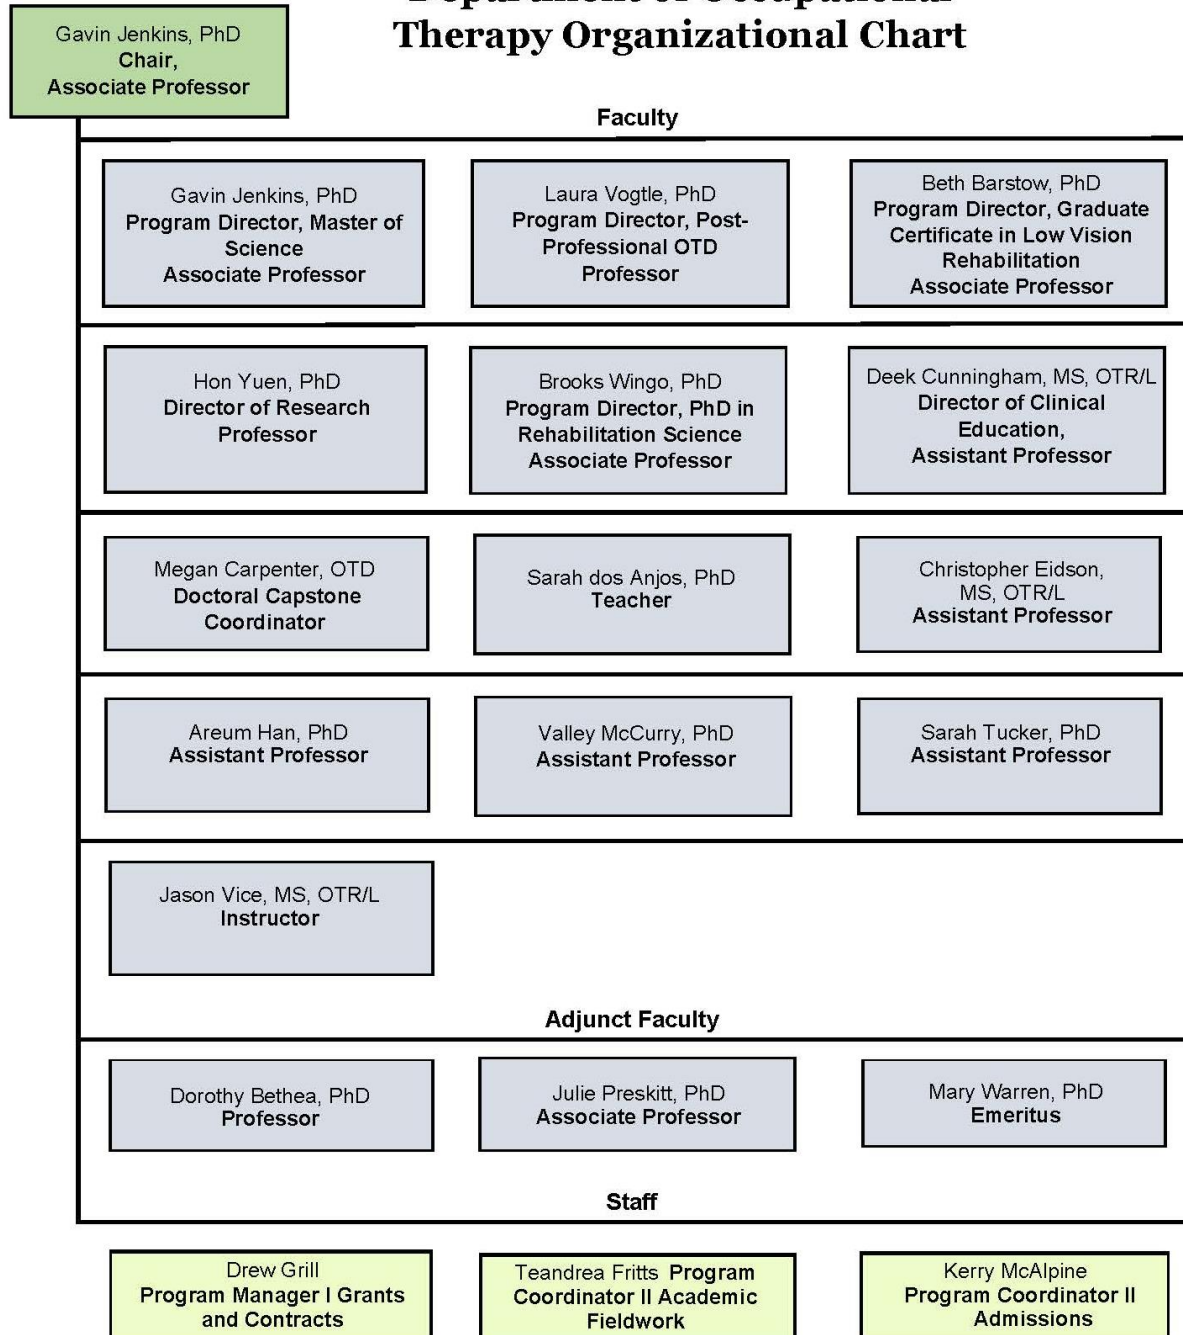 Department of Occupational
Therapy Organizational Chart
Gavin Jenkins, PhD
Chair,
Associate Professor
Faculty
Gavin Jenkins, PhD
Program Director, Master of
Science
Associate Professor
Laura Vogtle, PhD
Program Director, Post-
Professional OTD
Professor
Beth Barstow, PhD
Program Director, Graduate
Certificate in Low Vision
Rehabilitation
Associate Professor
Hon Yuen, PhD
Director of Research
Professor
Brooks Wingo, PhD
Program Director, PhD in
Rehabilitation Science
Associate Professor
Deek Cunningham, MS, OTR/L
Director of Clinical
Education,
Assistant Professor
Megan Carpenter, OTD
Doctoral Capstone
Coordinator
Sarah dos Anjos, PhD
Teacher
Christopher Eidson,
MS, OTR/L
Assistant Professor
Areum Han, PhD
Assistant Professor
Valley McCurry, PhD
Assistant Professor
Sarah Tucker, PhD
Assistant Professor
Jason Vice, MS, OTR/L
Instructor
Adjunct Faculty
Dorothy Bethea, PhD
Professor
Julie Preskitt, PhD
Associate Professor
Mary Warren, PhD
Emeritus
Staff
Drew Grill
Program Manager I Grants
and Contracts
Teandrea Fritts Program
Coordinator II Academic
Fieldwork
Kerry McAlpine
Program Coordinator II
Admissions